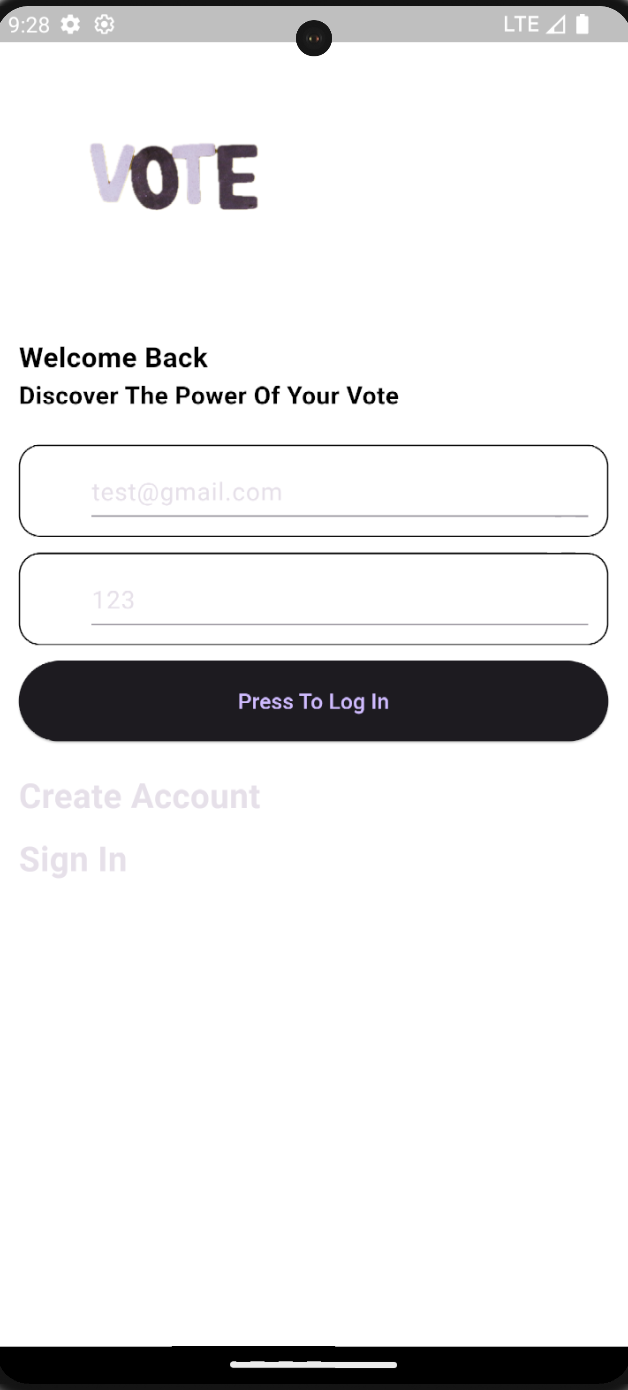 9:28
LTE
VOTE
Welcome Back
Discover The Power Of Your Vote
test@gmail.com
123
Press To Log In
Create Account
Sign In